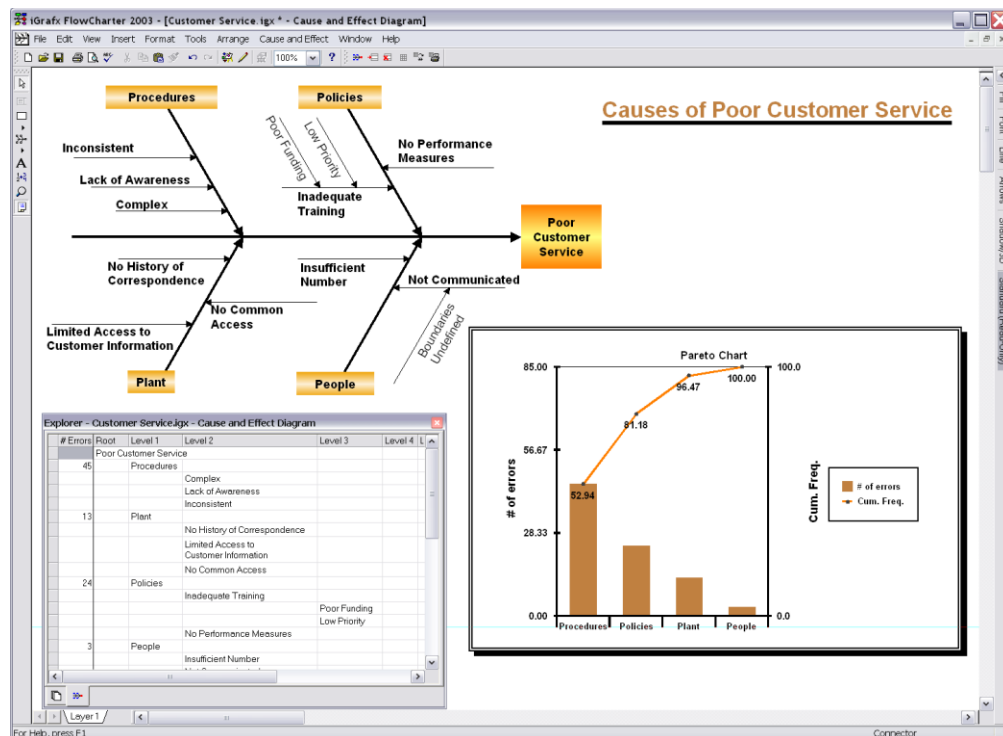 iGrafx FlowCharter 2003 - [Customer Service.igx * - Cause and Effect Diagram]
File Edit View Insert Format Tools Arrange Cause and Effect Window Help
100%
Causes of Poor Customer Service
Procedures
Policies
Inconsistent
Lack of Awareness
Complex
Poor Funding
Low Priority
No Performance
Measures
Inadequate
Training
Poor
Customer
Service
No History of
Correspondence
No Common
Access
Limited Access to
Customer Information
Insufficient
Number
Not Communicated
Boundaries
Undefined
Plant
People
Pareto Chart
85.00
56.67
28.33
0.00
# of errors
52.94
81.18
96.47
100.00
100.0
0.0
Cum. Freq.
# of errors
Cum. Freq.
Procedures Policies Plant People
Explorer - Customer Service.igx - Cause and Effect Diagram
# Errors Root Level 1 Level 2 Level 3 Level 4 L
Poor Customer Service
45 Procedures
Complex
Lack of Awareness
Inconsistent
13 Plant
No History of Correspondence
Limited Access to
Customer Information
No Common Access
24 Policies
Inadequate Training
Poor Funding
Low Priority
No Performance Measures
3 People
Insufficient Number
Layer 1
For Help, press F1
Connector